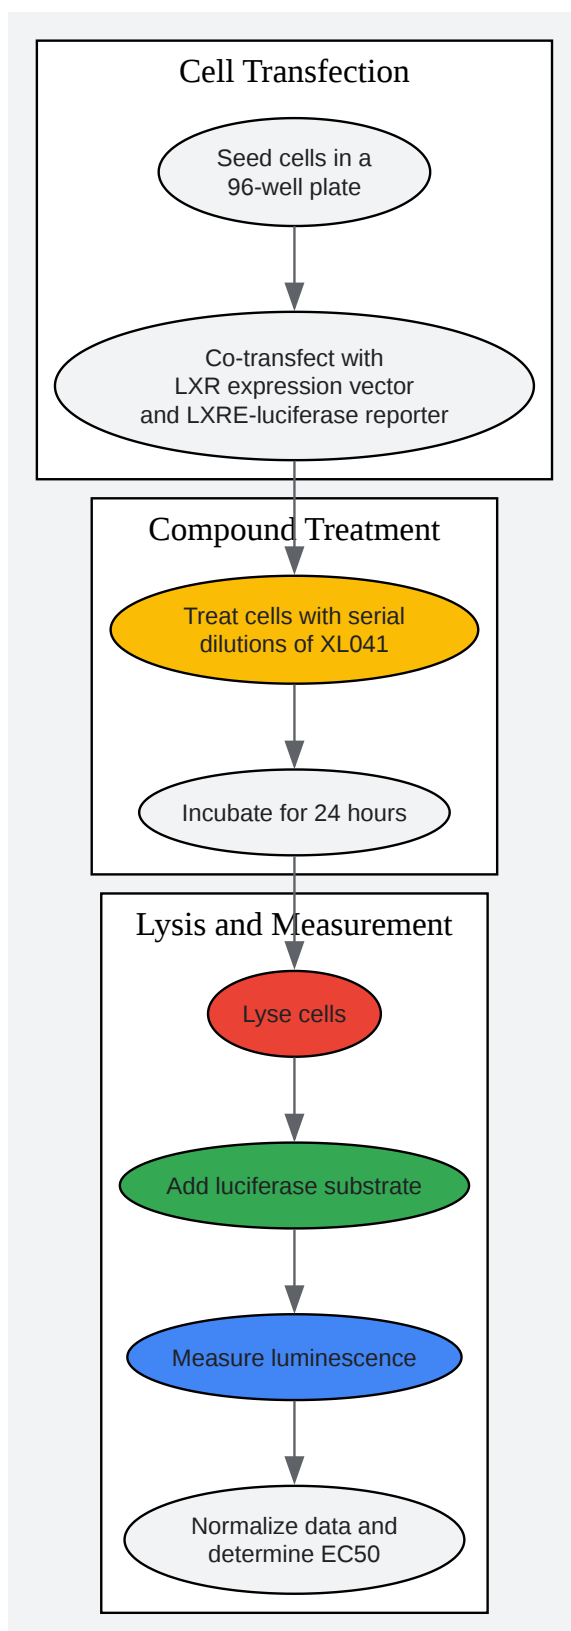 Cell Transfection
Seed cells in a
96-well plate
Co-transfect with
LXR expression vector
and LXRE-luciferase reporter
Compound Treatment
Treat cells with serial
dilutions of XL041
Incubate for 24 hours
Lysis and Measurement
Lyse cells
Add luciferase substrate
Measure luminescence
Normalize data and
determine EC50